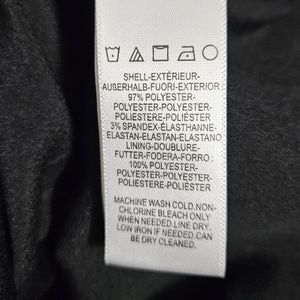 SHELL-EXTÉRIEUR-
AUßERHALB-FUORI-EXTERIOR
97% POLYESTER-
POLYESTER-POLYESTER-
POLIESTERE-POLIÉSTER
3% SPANDEX-ÉLASTHANNE-
ELASTAN-ELASTAN-ELASTANO
LINING-DOUBLURE-
FUTTER-FODERA-FORRO :
100% POLYESTER-
POLYESTER-POLYESTER-
POLIESTERE-POLIÉSTER
MACHINE WASH COLD.NON-
CHLORINE BLEACH ONLY
WHEN NEEDED.LINE DRY.
LOW IRON IF NEEDED.CAN
BE DRY CLEANED.